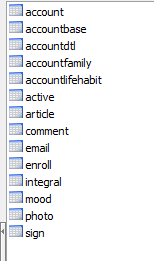 account
accountbase
accountdtl
accountfamily
accountlifehabit
active
article
comment
email
enroll
integral
mood
photo
sign